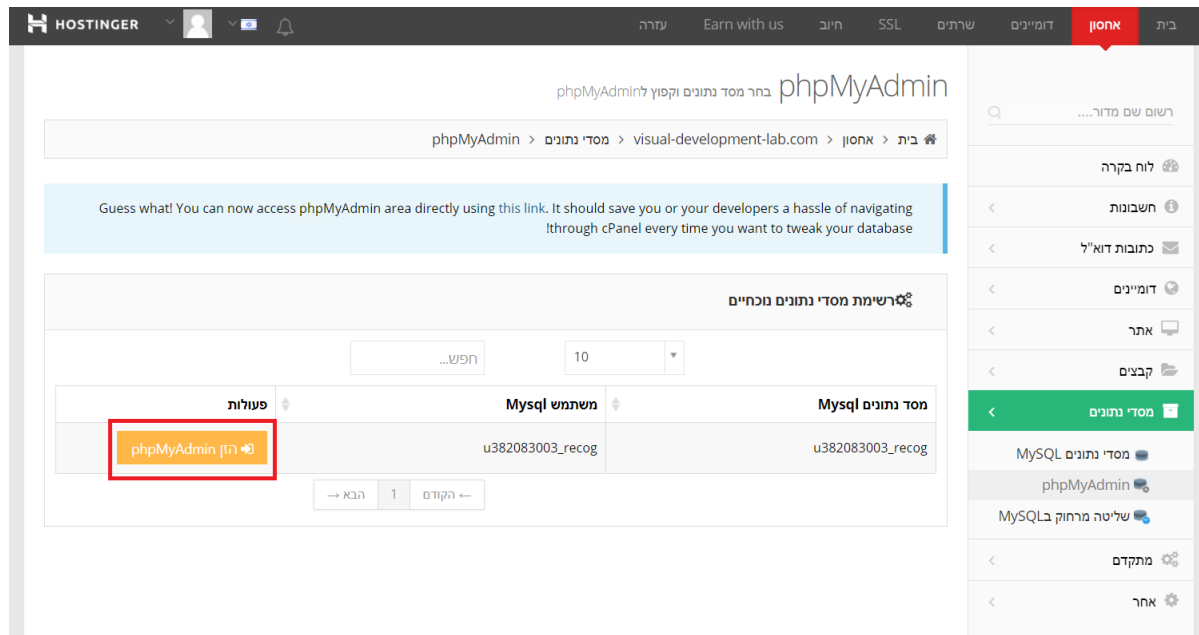 בית
אחסון
דומיינים
שרתים
SSL
חיוב
Earn with us
עזרה
HOSTINGER
phpMyAdmin בחר מסד נתונים וקפוץ לphpMyAdmin
בית > אחסון > visual-development-lab.com > מסדי נתונים > phpMyAdmin
Guess what! You can now access phpMyAdmin area directly using this link. It should save you or your developers a hassle of navigating
through cPanel every time you want to tweak your database!
רשימת מסדי נתונים נוכחיים
10
חפש...
מסד נתונים Mysql
משתמש Mysql
פעולות
u382083003_recog
u382083003_recog
הזן phpMyAdmin
← הקודם
1
הבא →
רשום שם מדור....
לוח בקרה
חשבונות
כתובות דוא"ל
דומיינים
אתר
קבצים
מסדי נתונים
מסדי נתונים MySQL
phpMyAdmin
שליטה מרחוק בMySQL
מתקדם
אחר